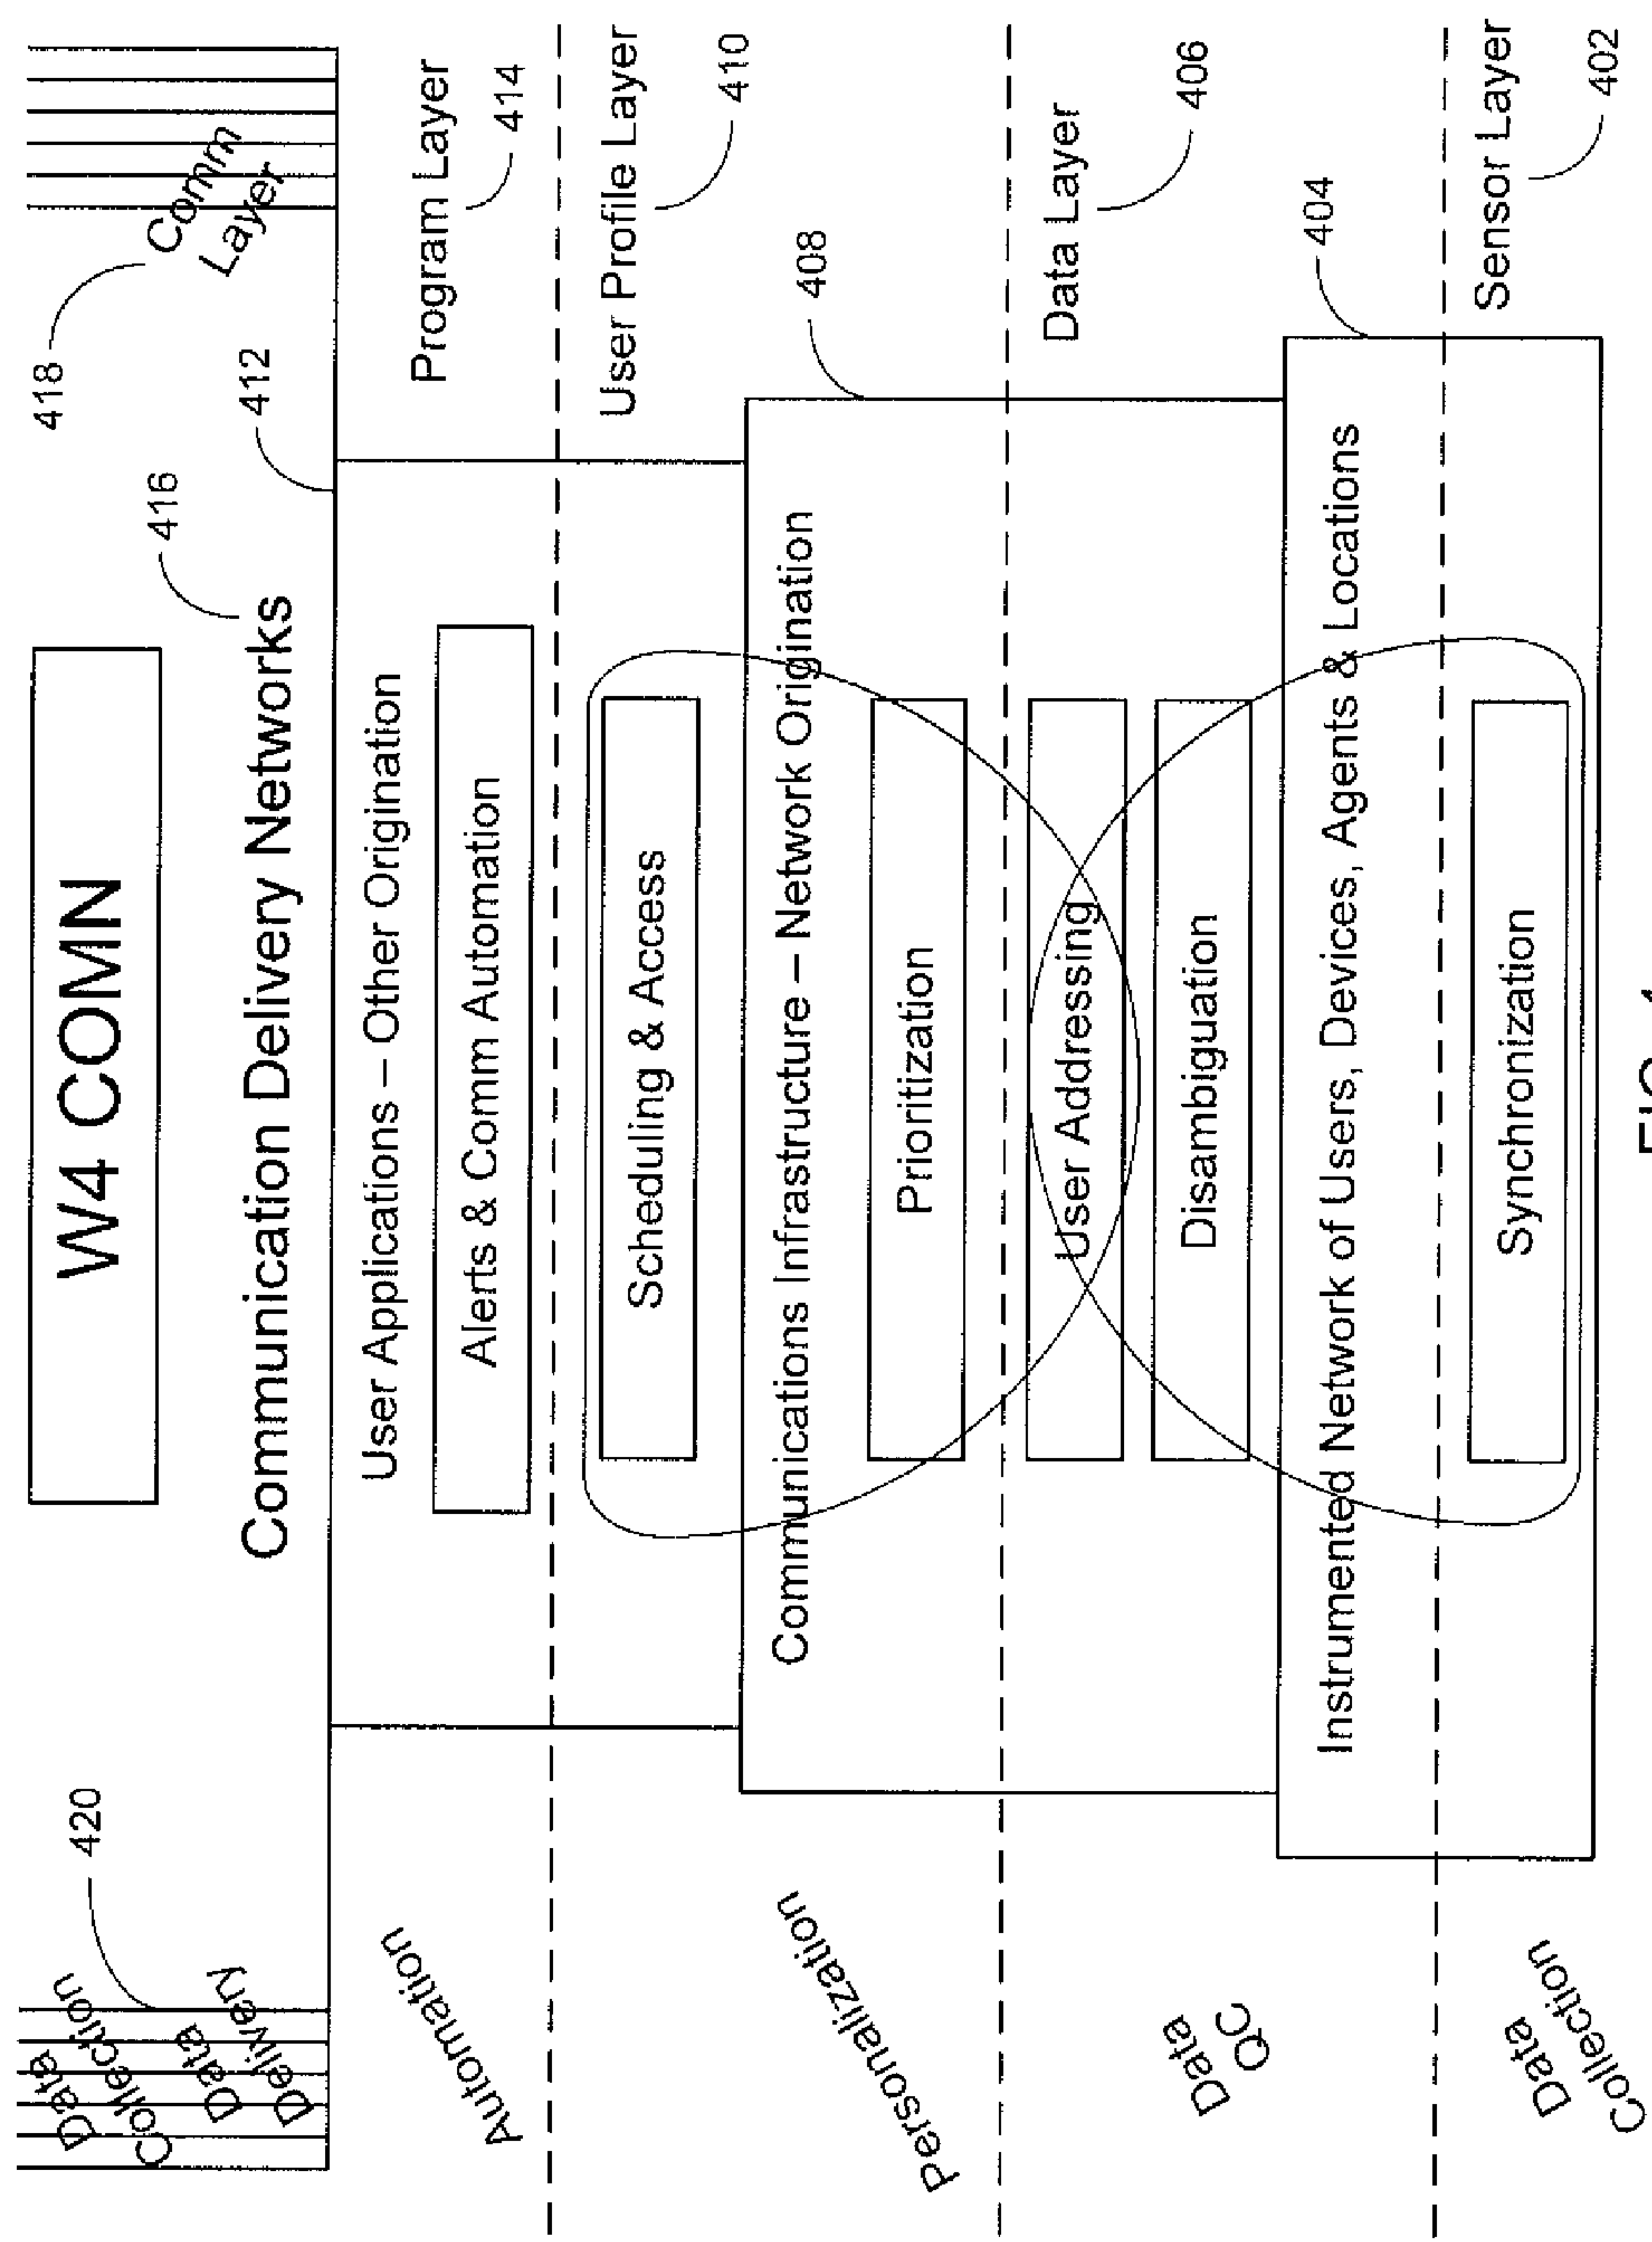 W4 COMN
418
Comm
Layer
420
Data
Collection
Data
Delivery
416
Communication Delivery Networks
412
User Applications – Other Origination
Program Layer
414
Alerts & Comm Automation
Automation
User Profile Layer
410
Scheduling & Access
Communications Infrastructure – Network Origination
408
Prioritization
Personalization
Data Layer
406
User Addressing
Disambiguation
Data
QC
404
Instrumented Network of Users, Devices, Agents & Locations
Sensor Layer
402
Synchronization
Data
Collection